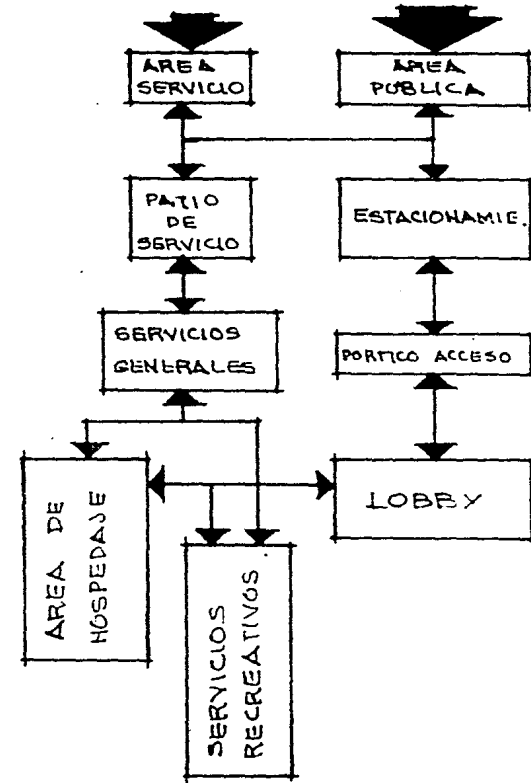 AREA
SERVICIO
AREA
PUBLICA
PATIO
DE
SERVICIO
ESTACIONAMIE.
SERVICIOS
GENERALES
PORTICO ACCESO
AREA DE
HOSPEDAJE
LOBBY
SERVICIOS
RECREATIVOS